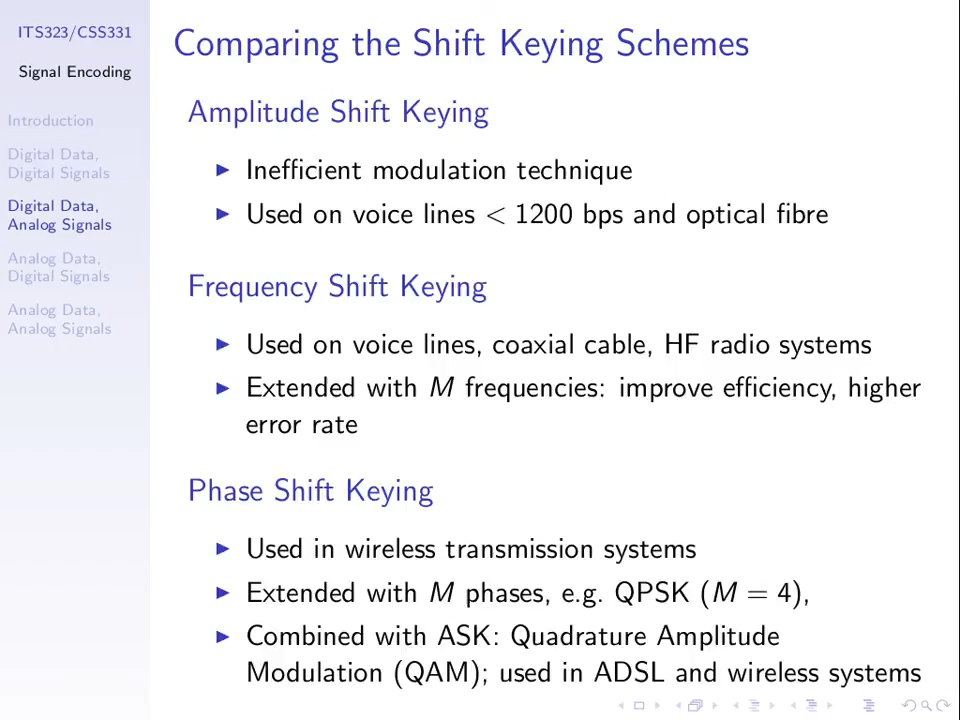 ITS323/CSS331
Signal Encoding
Introduction
Digital Data,
Digital Signals
Digital Data,
Analog Signals
Analog Data,
Digital Signals
Analog Data,
Analog Signals
Comparing the Shift Keying Schemes
Amplitude Shift Keying
Inefficient modulation technique
Used on voice lines < 1200 bps and optical fibre
Frequency Shift Keying
Used on voice lines, coaxial cable, HF radio systems
Extended with M frequencies: improve efficiency, higher
error rate
Phase Shift Keying
Used in wireless transmission systems
Extended with M phases, e.g. QPSK (M = 4),
Combined with ASK: Quadrature Amplitude
Modulation (QAM); used in ADSL and wireless systems